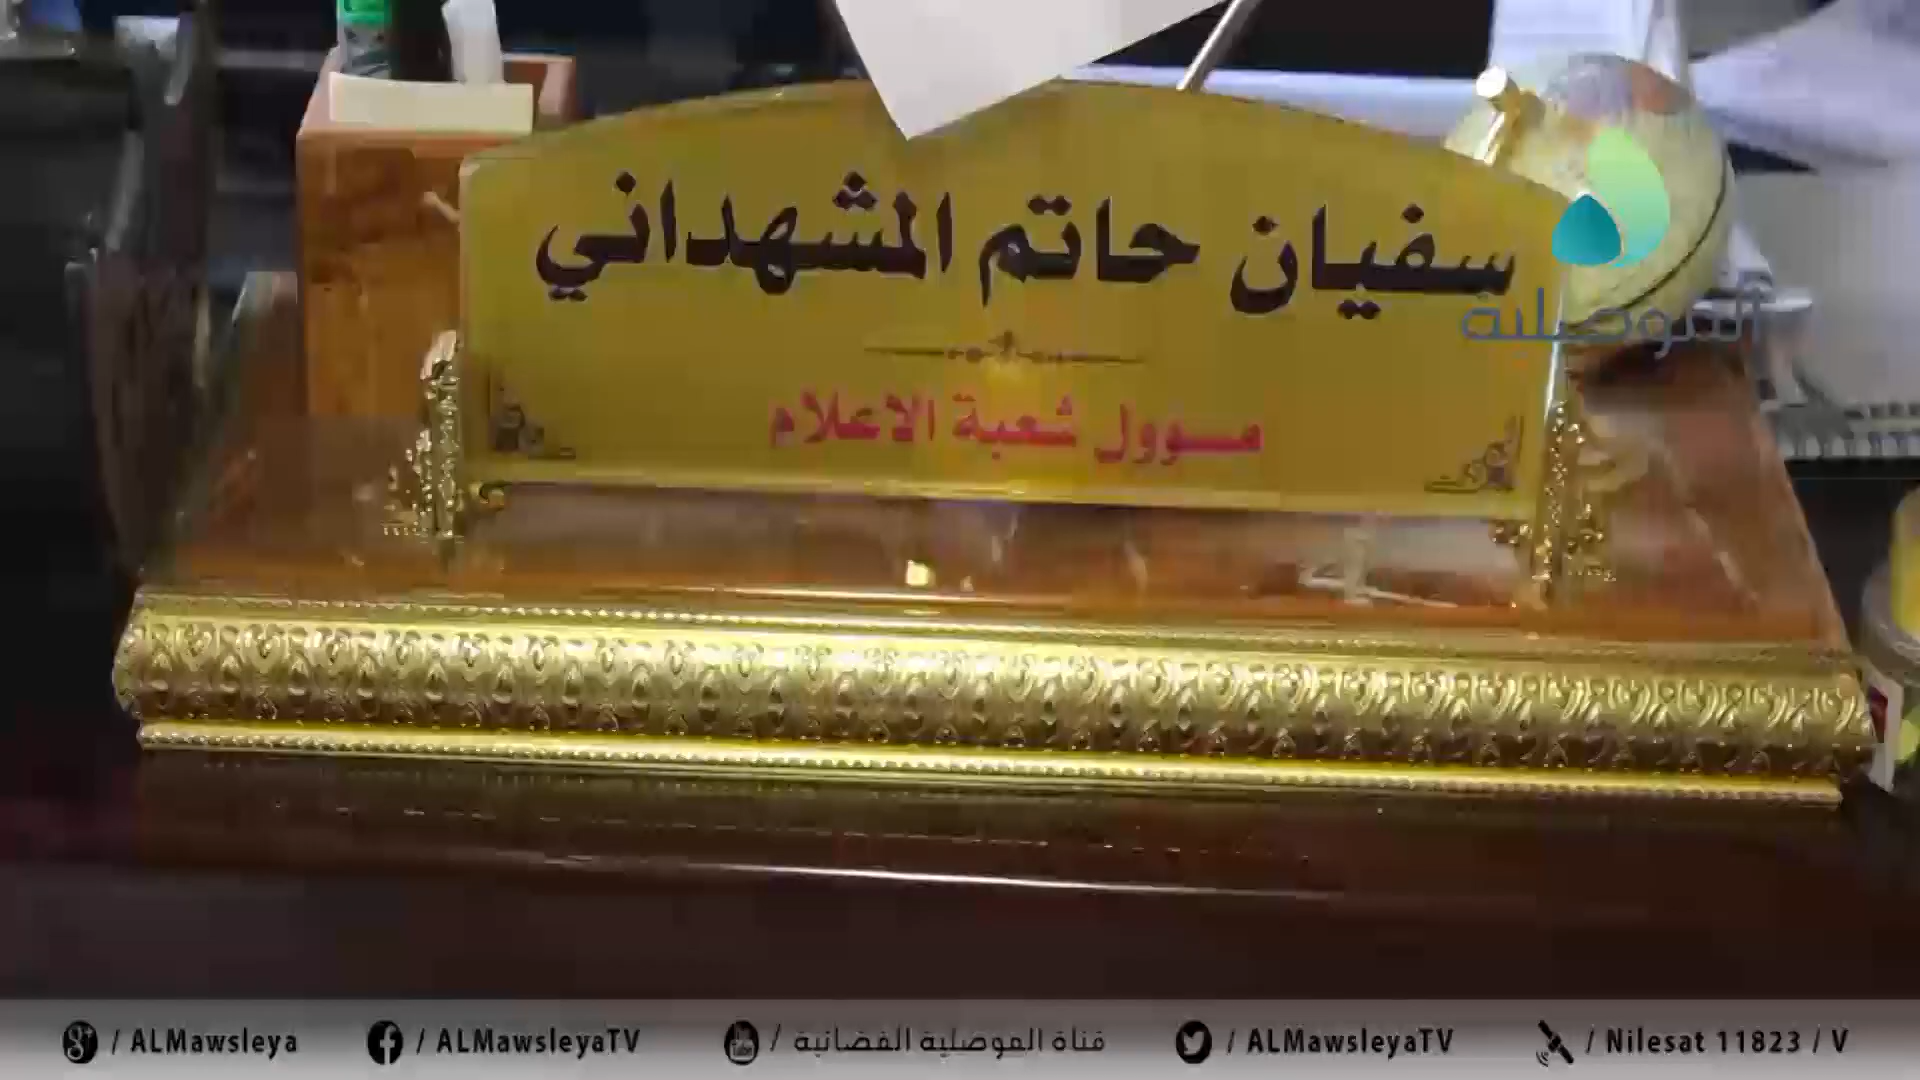 سفيان حاتم المشهداني
مسوول شعبة الاعلام
الموصلية
/ ALMawsleya
/ ALMawsleyaTV
/ قناة الموصلية الفضائية
/ ALMawsleyaTV
/ Nilesat 11823 / V